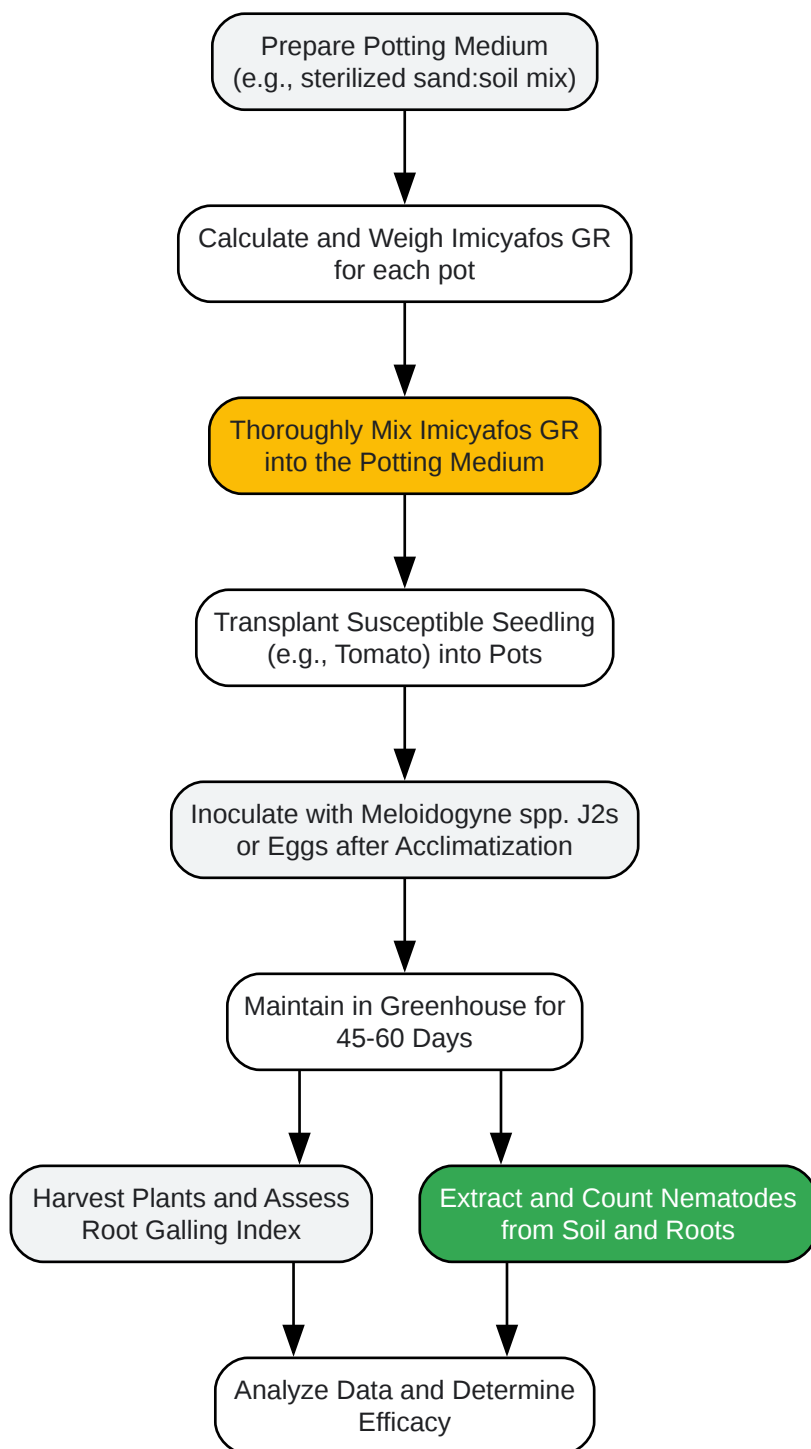 Prepare Potting Medium
(e.g., sterilized sand:soil mix)
Calculate and Weigh Imicyafos GR
for each pot
Thoroughly Mix Imicyafos GR
into the Potting Medium
Transplant Susceptible Seedling
(e.g., Tomato) into Pots
Inoculate with Meloidogyne spp. J2s
or Eggs after Acclimatization
Maintain in Greenhouse for
45-60 Days
Harvest Plants and Assess
Root Galling Index
Extract and Count Nematodes
from Soil and Roots
Analyze Data and Determine
Efficacy